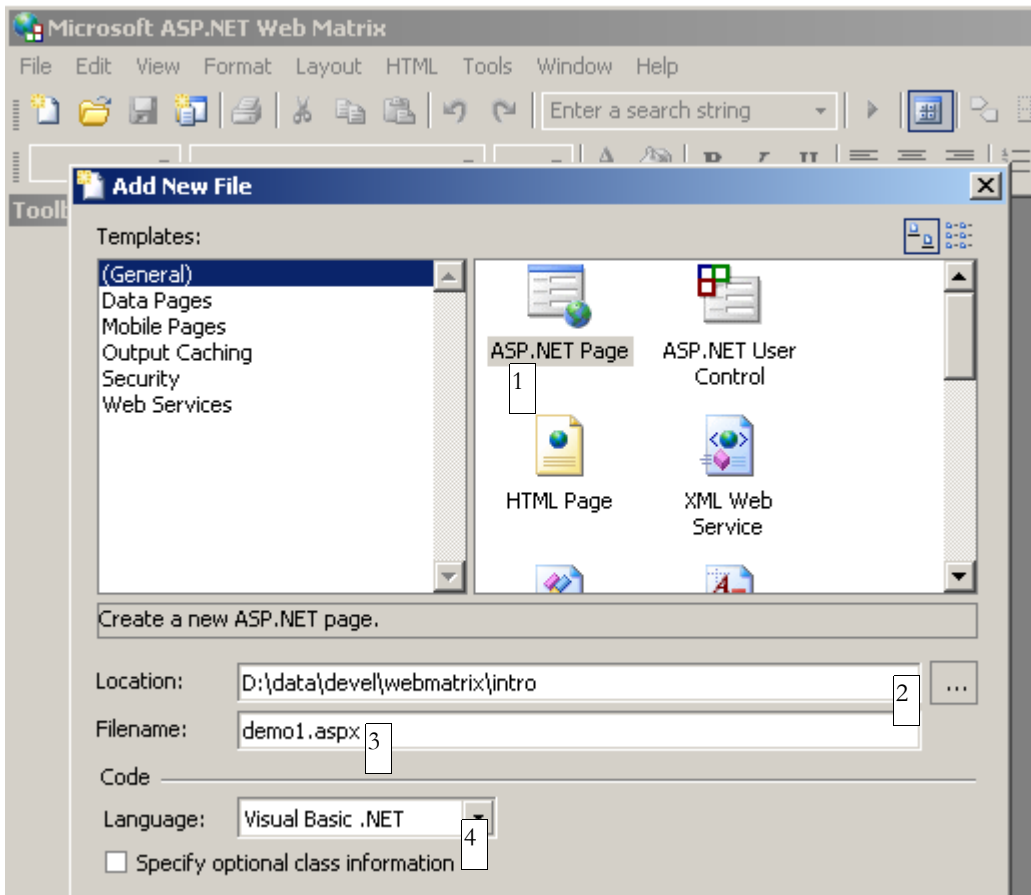 Microsoft ASP.NET Web Matrix
File Edit View Format Layout HTML Tools Window Help
Enter a search string
Add New File
Templates:
(General)
Data Pages
Mobile Pages
Output Caching
Security
Web Services
ASP.NET Page
ASP.NET User
Control
1
HTML Page
XML Web
Service
Create a new ASP.NET page.
Location: D:\data\devel\webmatrix\intro 2 ...
Filename: demo1.aspx 3
Code
Language: Visual Basic .NET 4
Specify optional class information